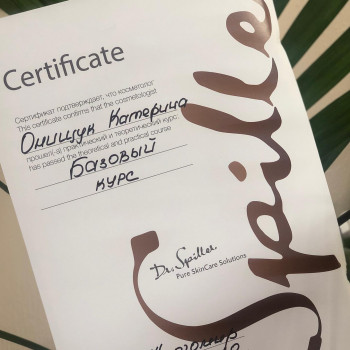 Certificate
Сертификат подтверждает, что косметолог
This certificate confirms that the cosmetologist
Онищук Катерина
прошел(-а) практический и теоретический курс:
has passed the theoretical and practical course
Базовый
курс
Dr. Spiller
Pure SkinCare Solutions
Spiller